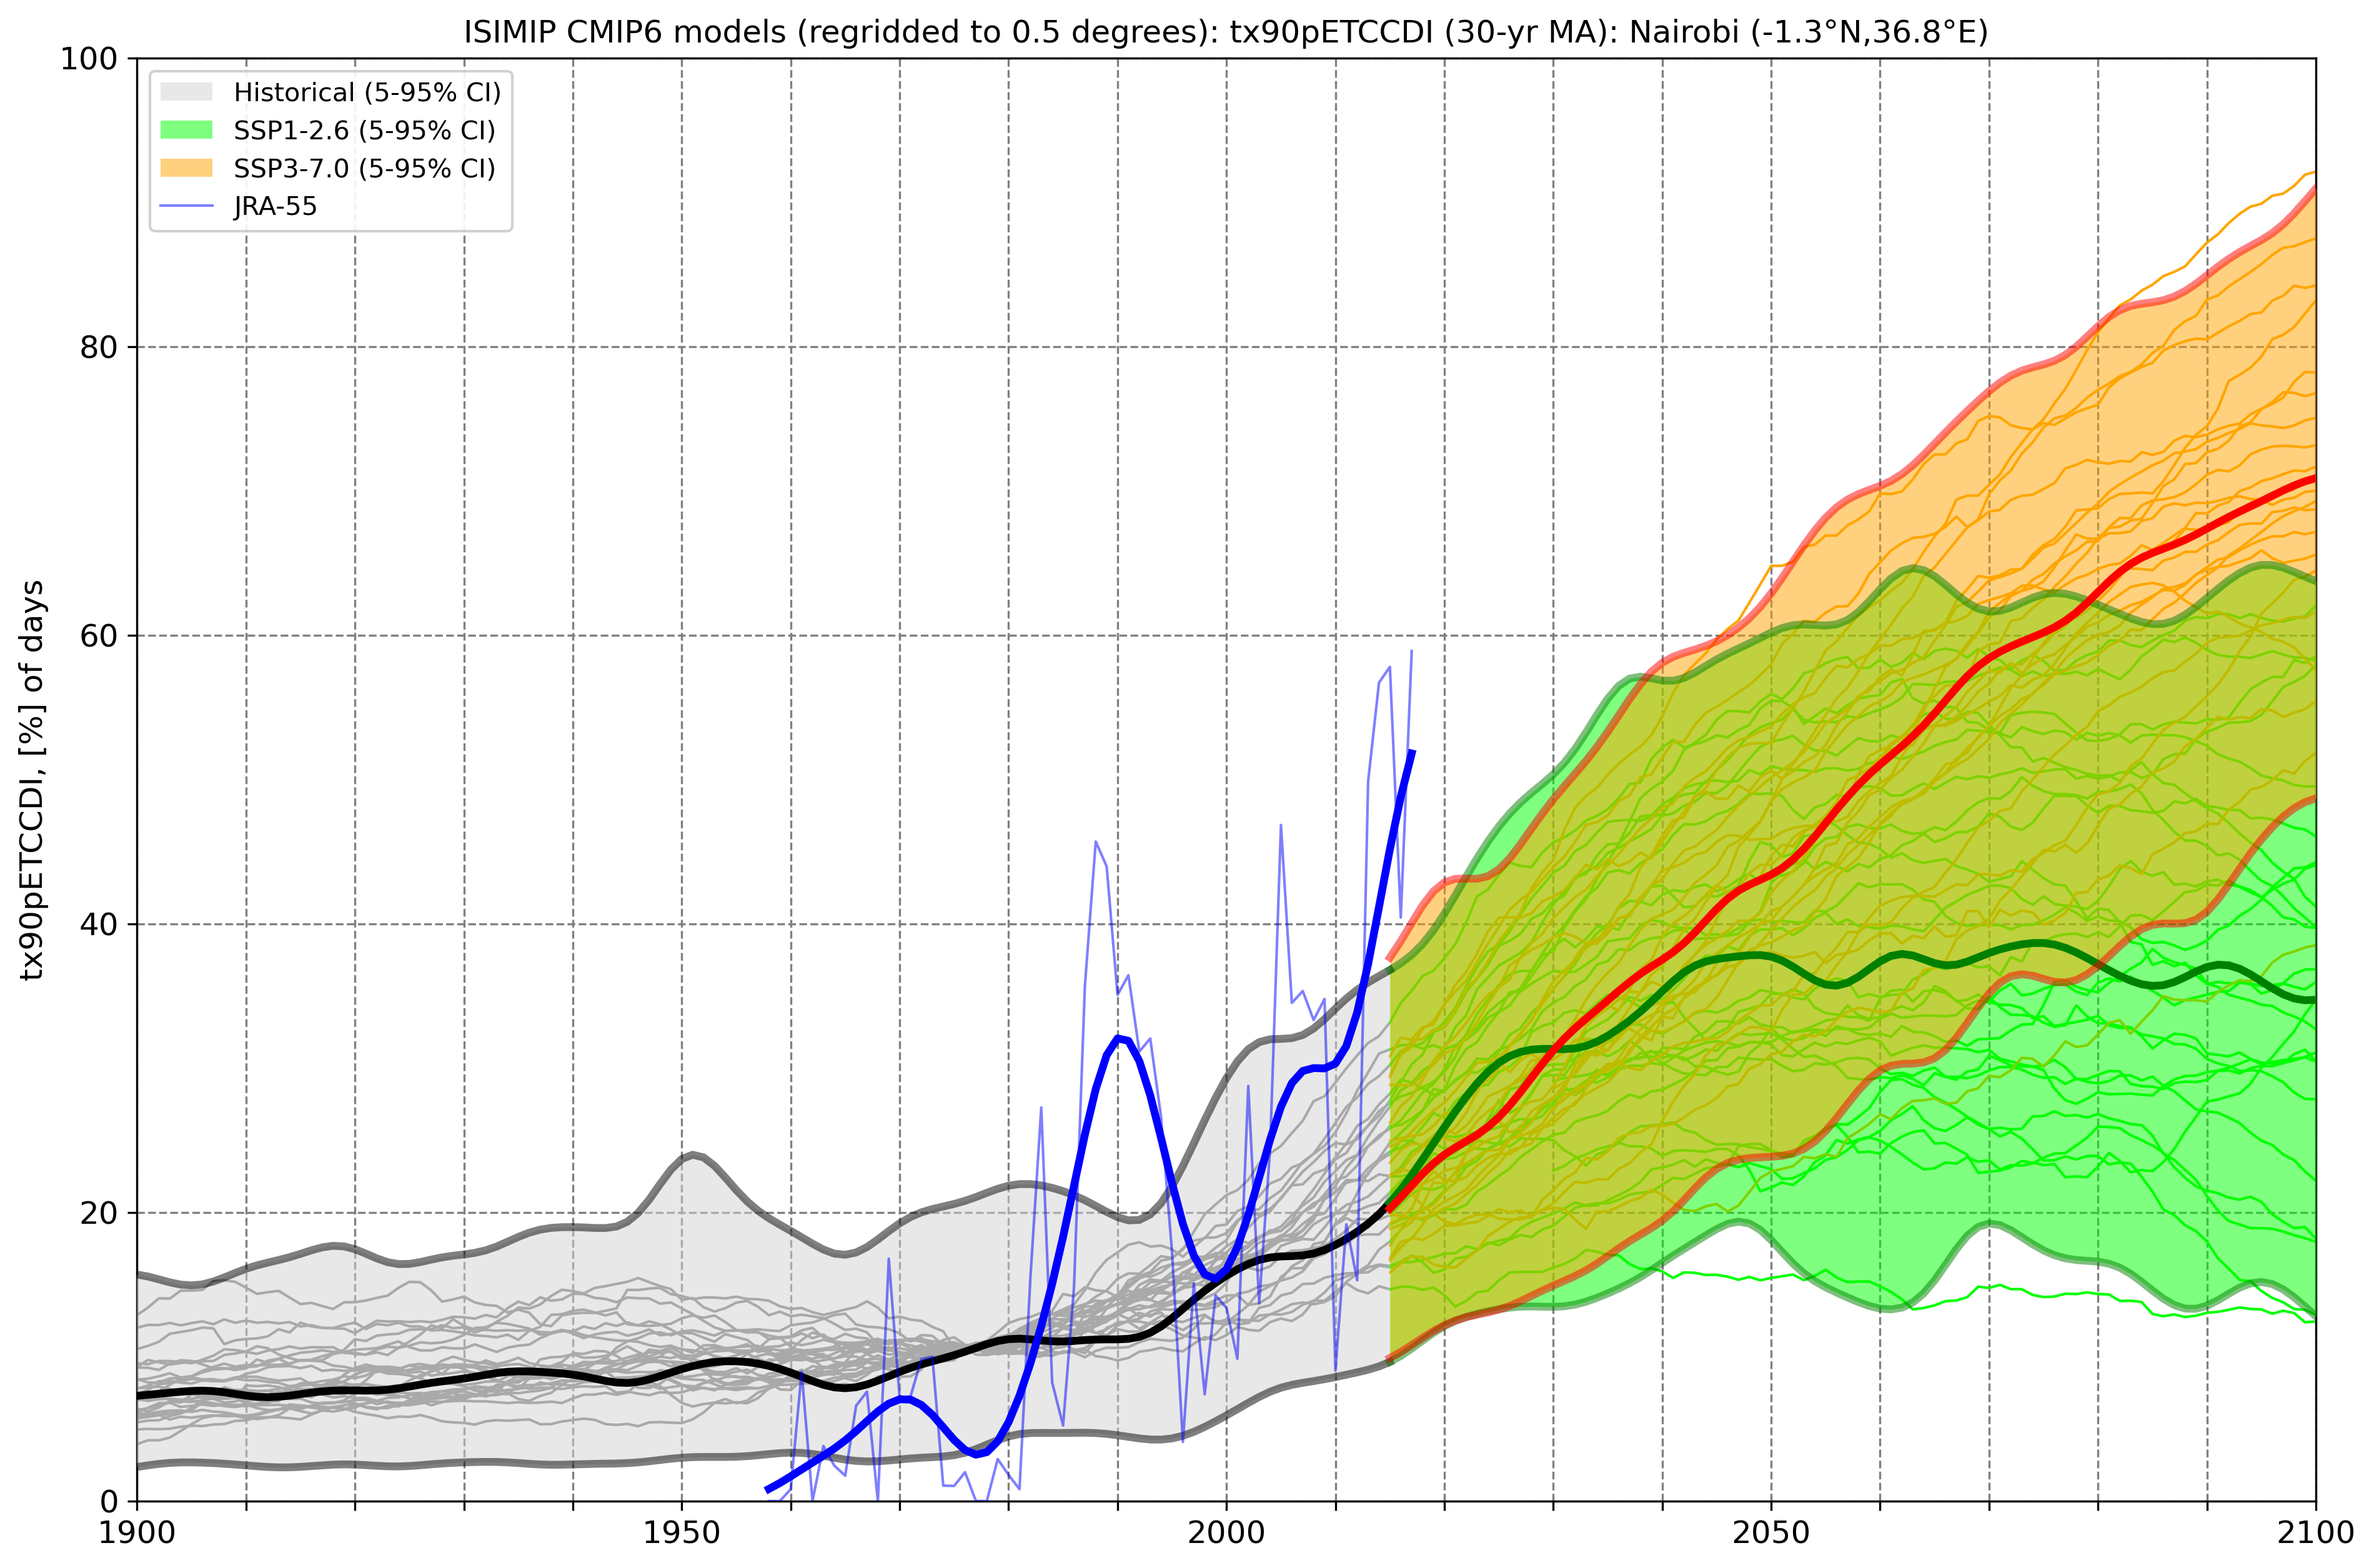 ISIMIP CMIP6 models (regridded to 0.5 degrees): tx90pETCCDI (30-yr MA): Nairobi (-1.3°N,36.8°E)
Historical (5-95% CI)
SSP1-2.6 (5-95% CI)
SSP3-7.0 (5-95% CI)
JRA-55
tx90pETCCDI, [%] of days
100
80
60
40
20
0
1900
1950
2000
2050
2100